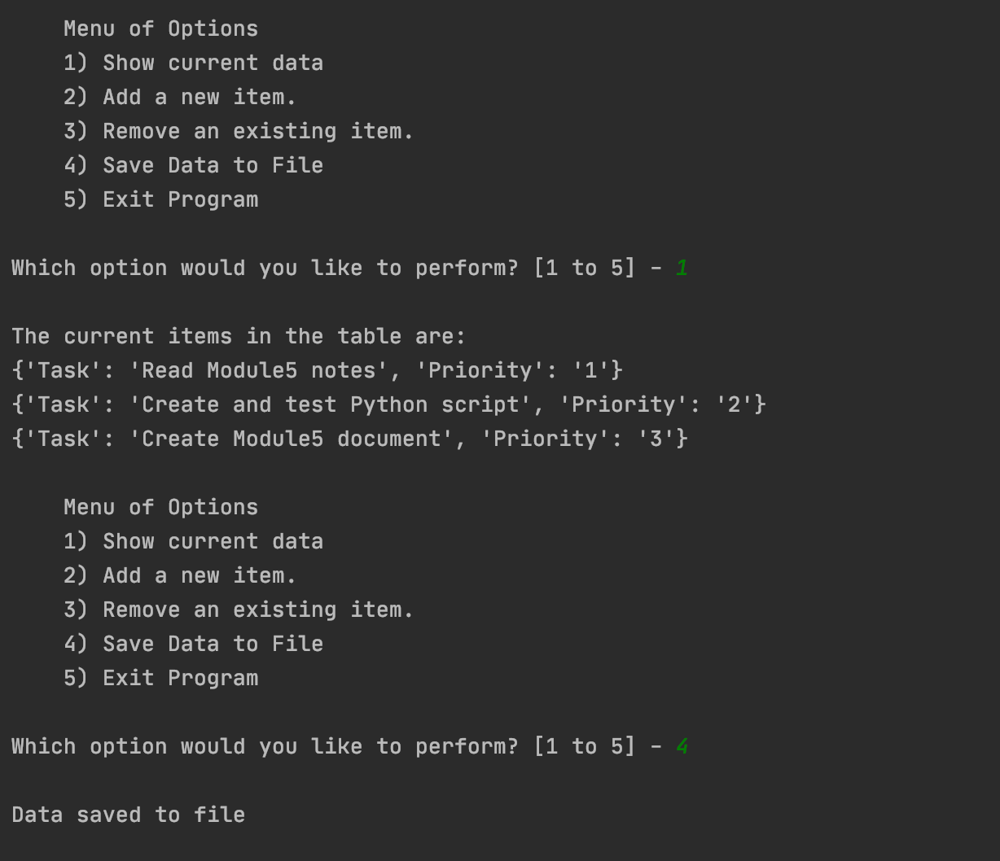 Menu of Options
1) Show current data
2) Add a new item.
3) Remove an existing item.
4) Save Data to File
5) Exit Program
Which option would you like to perform? [1 to 5] - 1
The current items in the table are:
{'Task': 'Read Module5 notes', 'Priority': '1'}
{'Task': 'Create and test Python script', 'Priority': '2'}
{'Task': 'Create Module5 document', 'Priority': '3'}
Menu of Options
1) Show current data
2) Add a new item.
3) Remove an existing item.
4) Save Data to File
5) Exit Program
Which option would you like to perform? [1 to 5] - 4
Data saved to file